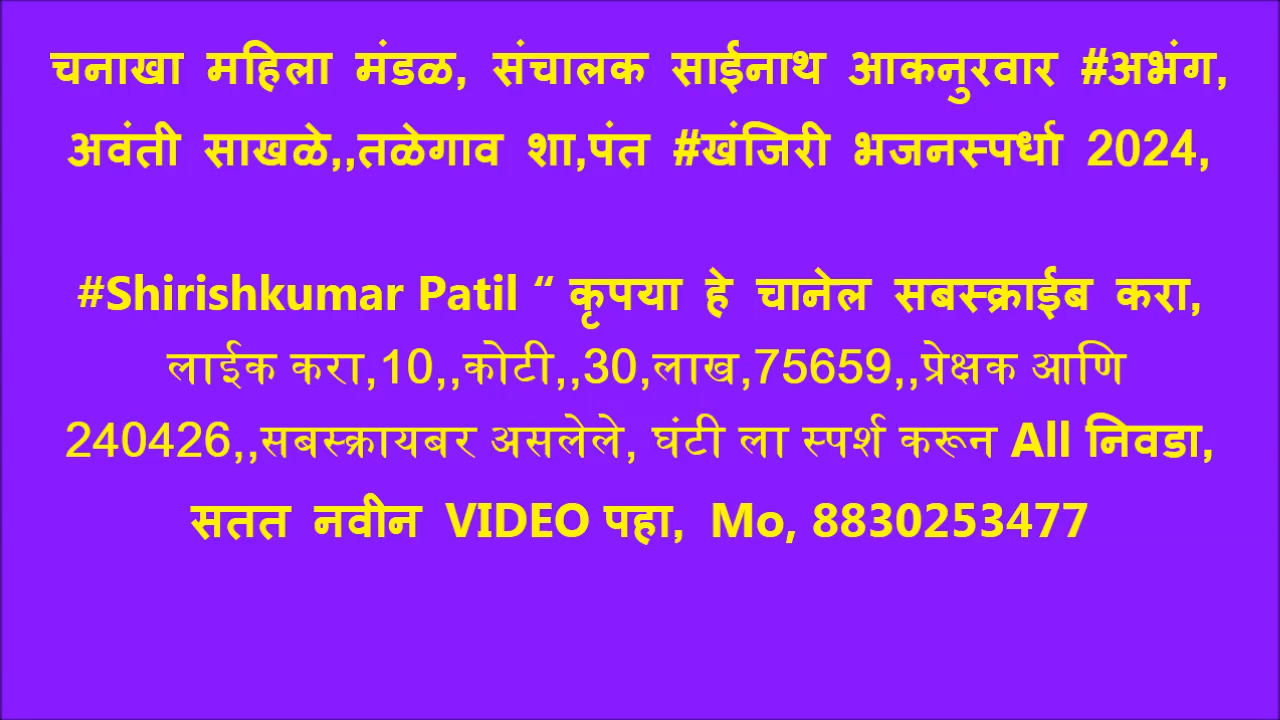 चनाखा महिला मंडळ, संचालक साईनाथ आकनुरवार #अभंग,
अवंती साखळे,,तळेगाव शा,पंत #खंजिरी भजनस्पर्धा 2024,
#Shirishkumar Patil “ कृपया हे चानेल सबस्क्राईब करा,
लाईक करा,10,,कोटी,,30,लाख,75659,,प्रेक्षक आणि
240426,,सबस्क्रायबर असलेले, घंटी ला स्पर्श करून All निवडा,
सतत नवीन VIDEO पहा, Mo, 8830253477